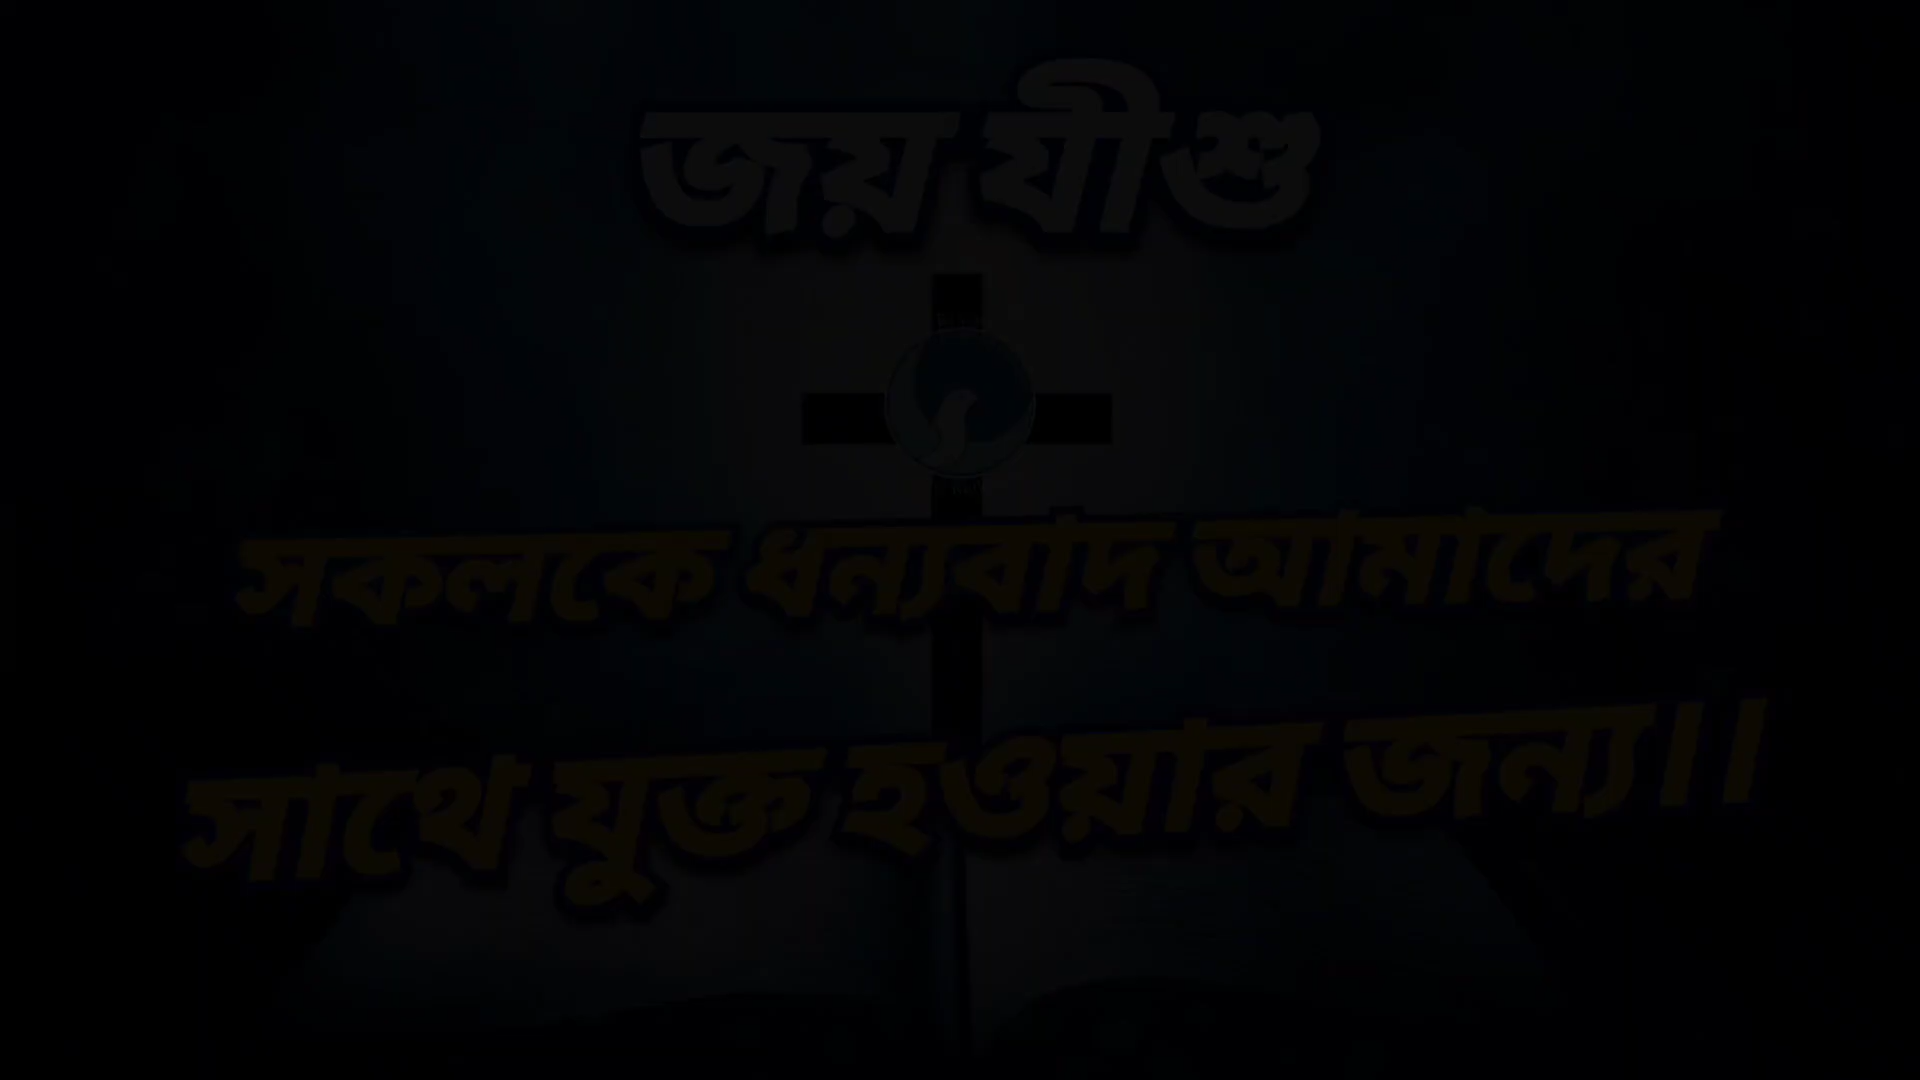 জয় যীশু
সকলকে ধন্যবাদ আমাদের
সাথে যুক্ত হওয়ার জন্য।।